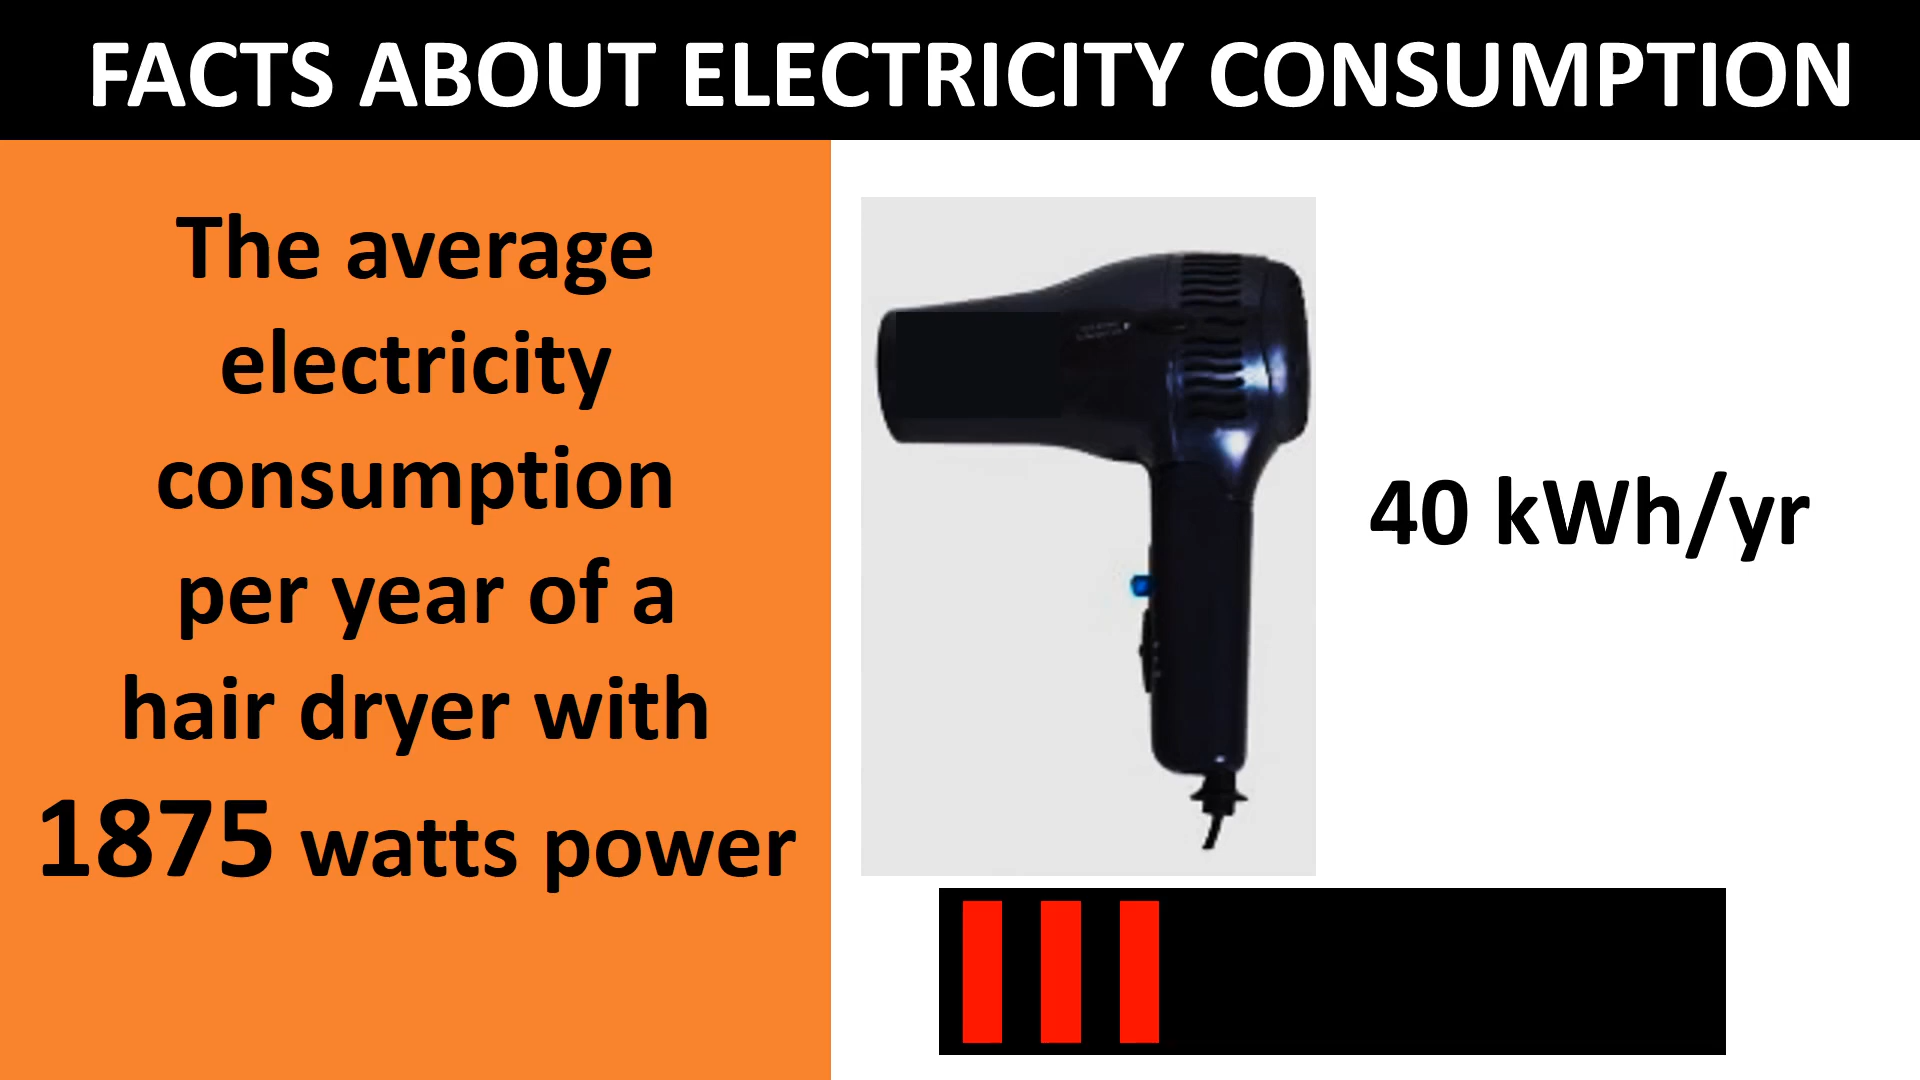 FACTS ABOUT ELECTRICITY CONSUMPTION
The average
electricity
consumption
per year of a
hair dryer with
1875 watts power
40 kWh/yr